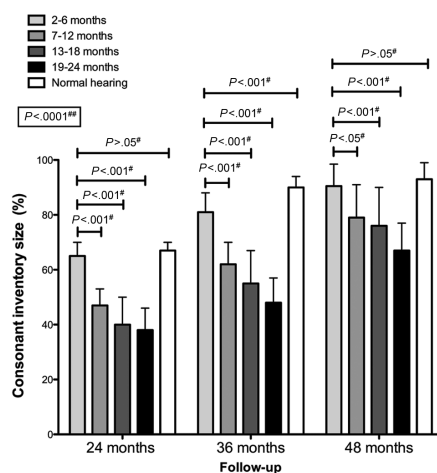 2-6 months
7-12 months
13-18 months
19-24 months
Normal hearing
P<.0001##
P>.05#
P<.001#
P<.001#
P<.001#
P<.001#
P<.001#
P<.001#
P<.001#
P>.05#
P<.001#
P<.001#
P<.05#
Consonant inventory size (%)
100
80
60
40
20
0
24 months
36 months
48 months
Follow-up